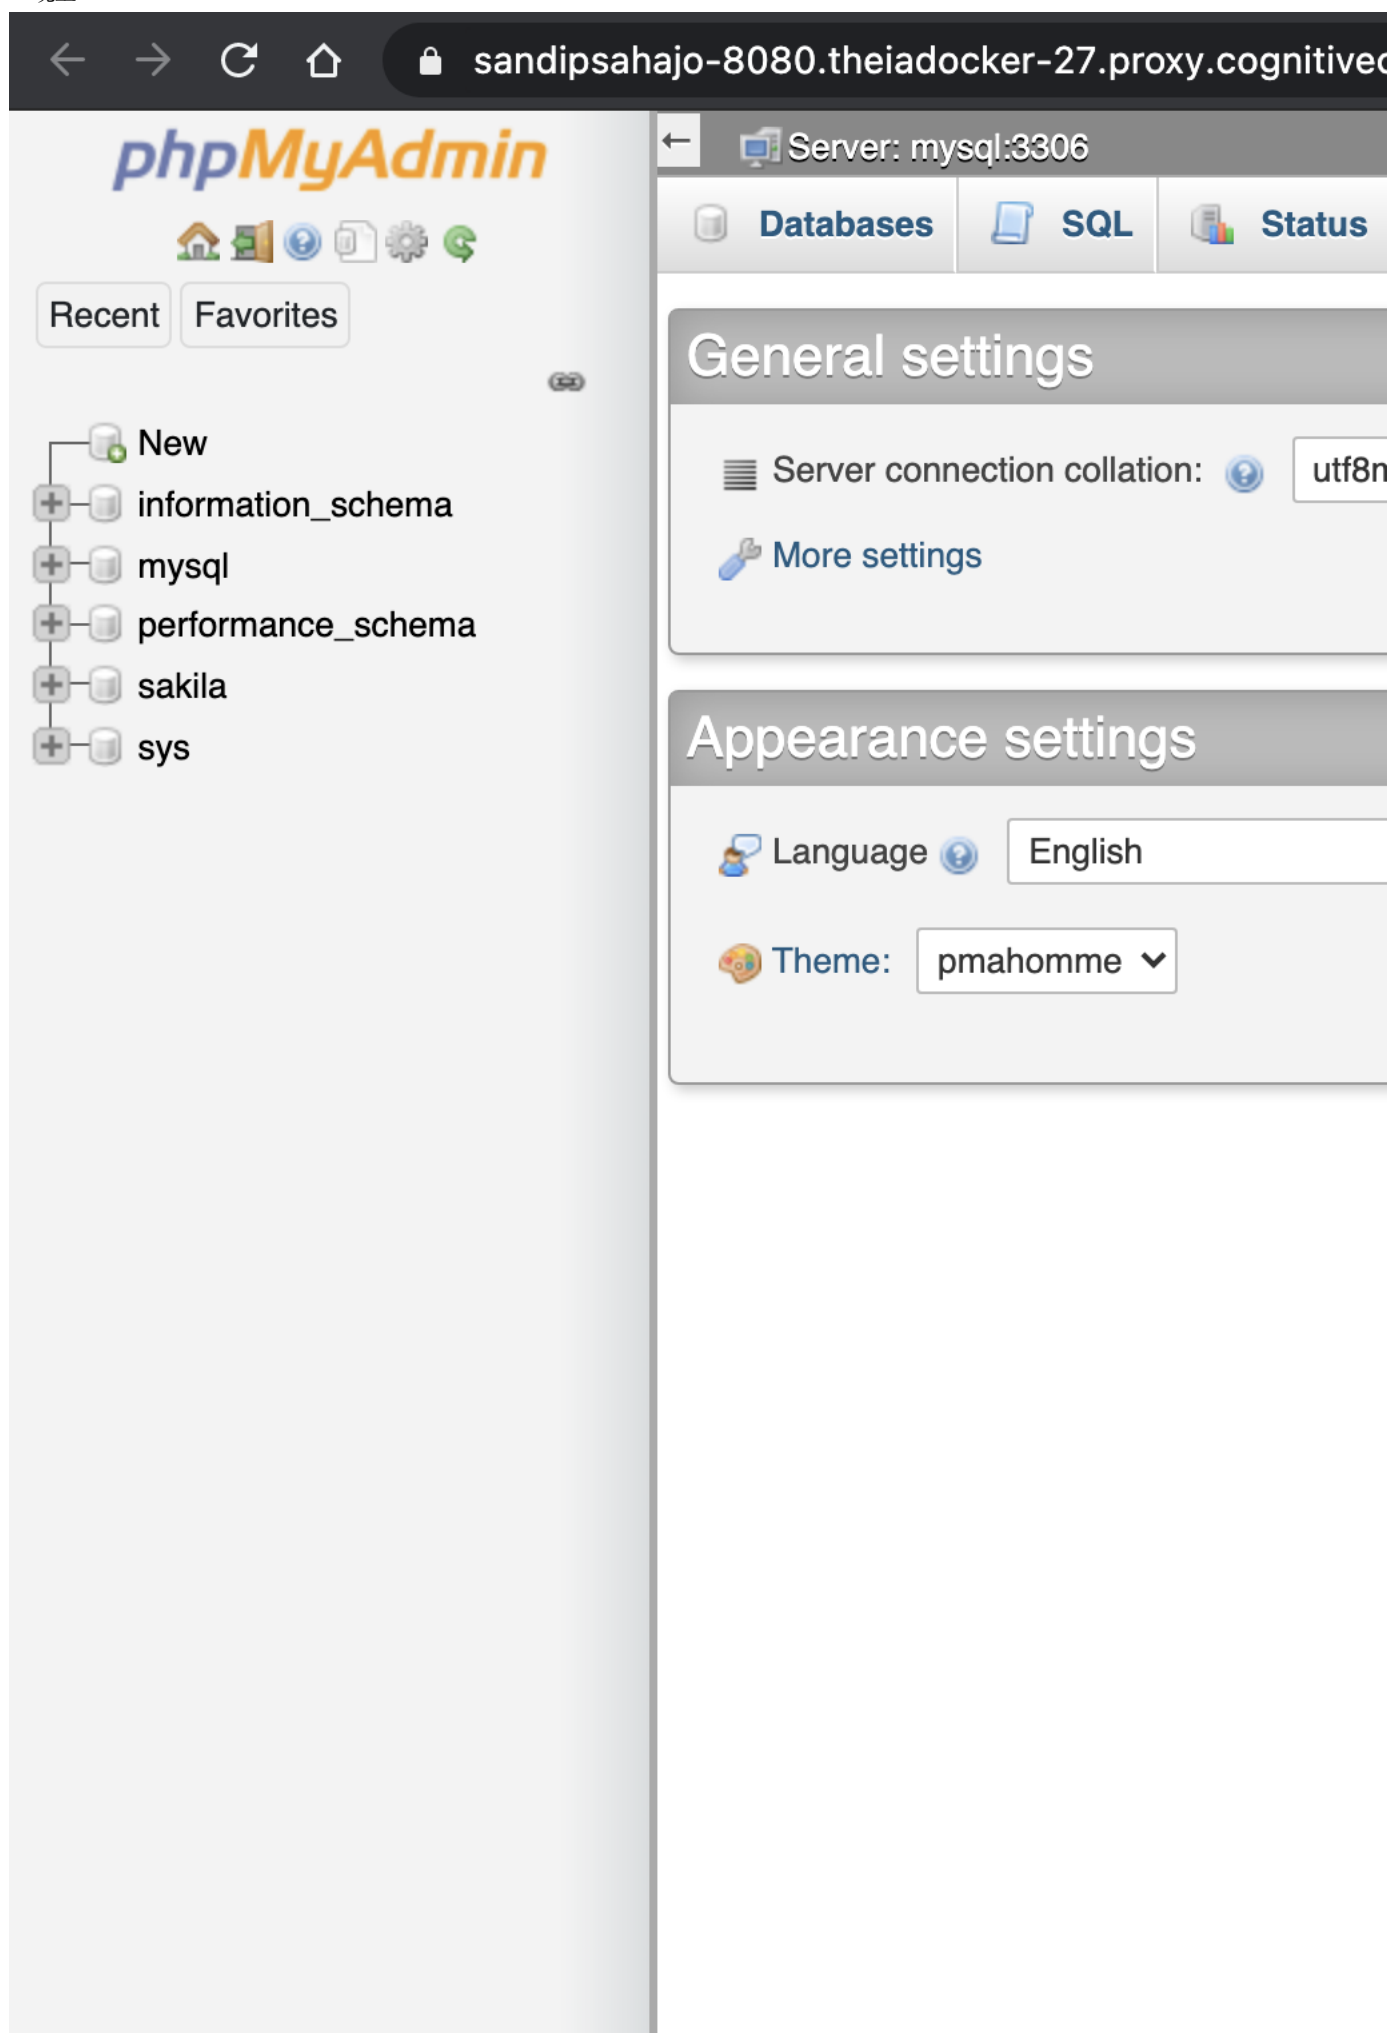 sandipsahajo-8080.theiadocker-27.proxy.cognitivec
phpMyAdmin
Recent Favorites
New
information_schema
mysql
performance_schema
sakila
sys
Server: mysql:3306
Databases SQL Status
General settings
Server connection collation: utf8m
More settings
Appearance settings
Language English
Theme: pmahomme